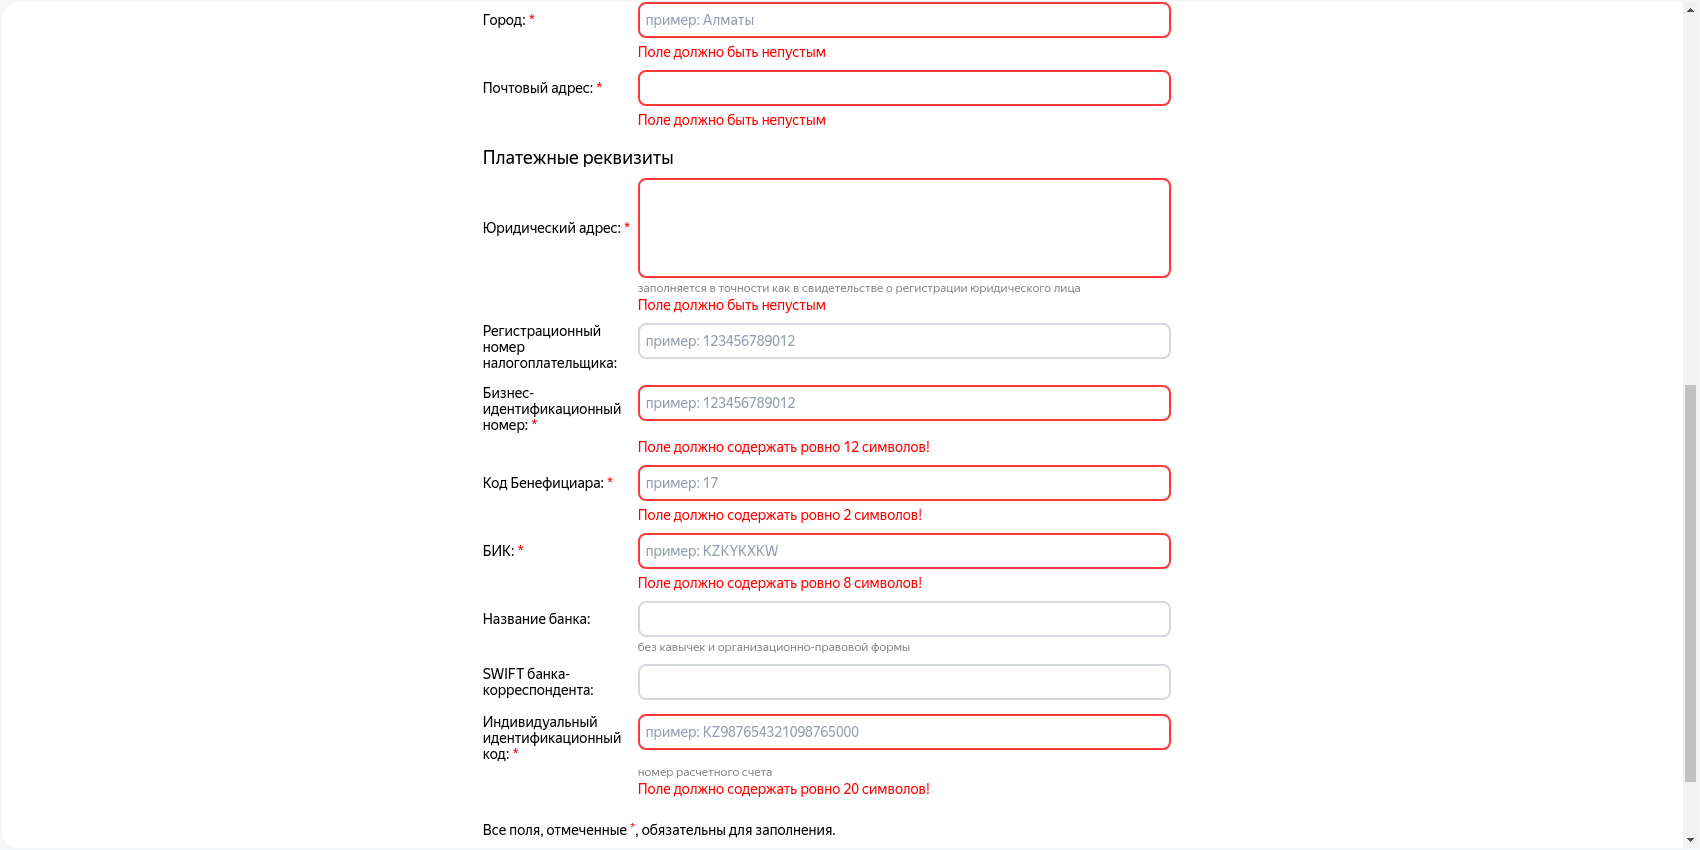 Город: * пример: Алматы
Поле должно быть непустым
Почтовый адрес: *
Поле должно быть непустым
Платежные реквизиты
Юридический адрес: *
заполняется в точности как в свидетельстве о регистрации юридического лица
Поле должно быть непустым
Регистрационный
номер
налогоплательщика:
пример: 123456789012
Бизнес-
идентификационный
номер: *
пример: 123456789012
Поле должно содержать ровно 12 символов!
Код Бенефициара: * пример: 17
Поле должно содержать ровно 2 символов!
БИК: * пример: KZKYKXKW
Поле должно содержать ровно 8 символов!
Название банка:
без кавычек и организационно-правовой формы
SWIFT банка-
корреспондента:
Индивидуальный
идентификационный
код: *
пример: KZ987654321098765000
номер расчетного счета
Поле должно содержать ровно 20 символов!
Все поля, отмеченные *, обязательны для заполнения.